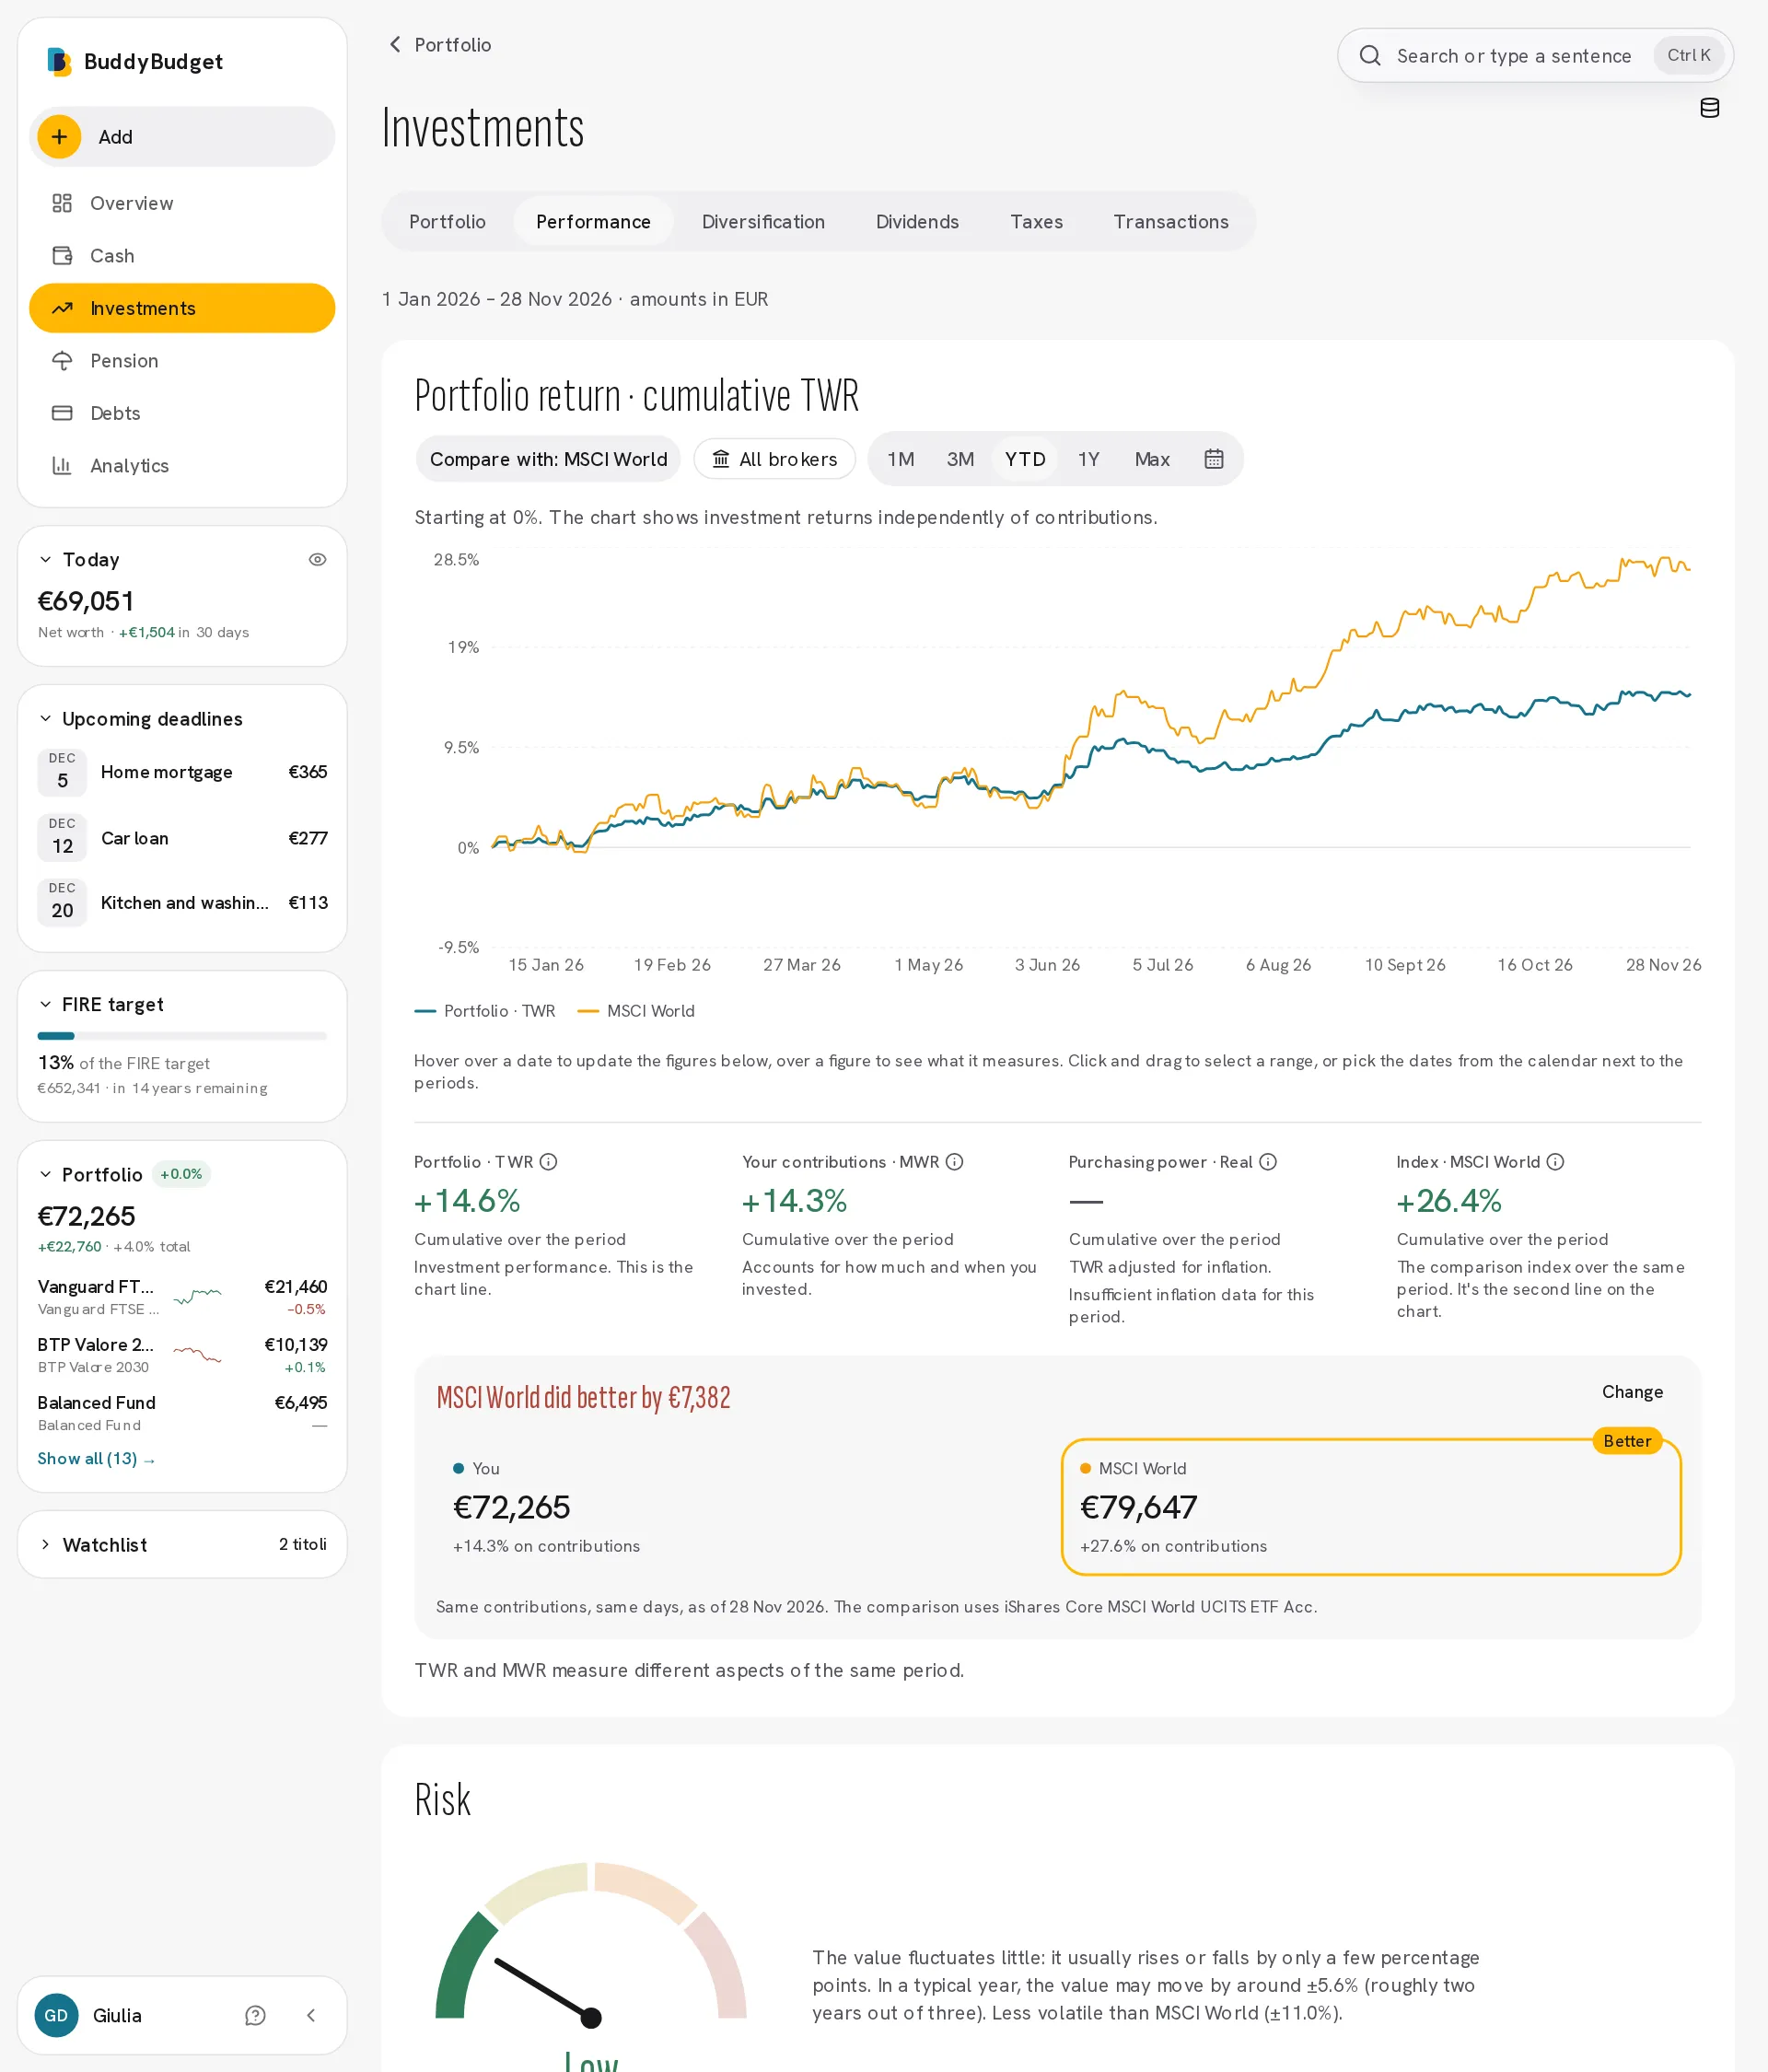 BuddyBudget
Add
Overview
Cash
Investments
Pension
Debts
Analytics
Today
€69,051
Net worth · +€1,504 in 30 days
Upcoming deadlines
DEC
5
Home mortgage
€365
DEC
12
Car loan
€277
DEC
20
Kitchen and washin...
€113
FIRE target
13% of the FIRE target
€652,341 · in 14 years remaining
Portfolio +0.0%
€72,265
+€22,760 · +4.0% total
Vanguard FT...
€21,460
Vanguard FTSE ...
−0.5%
BTP Valore 2...
€10,139
BTP Valore 2030
+0.1%
Balanced Fund
€6,495
Balanced Fund
—
Show all (13) →
Watchlist
2 titoli
GD
Giulia
Portfolio
Search or type a sentence
Ctrl K
Investments
Portfolio
Performance
Diversification
Dividends
Taxes
Transactions
1 Jan 2026 – 28 Nov 2026 · amounts in EUR
Portfolio return · cumulative TWR
Compare with: MSCI World
All brokers
1M
3M
YTD
1Y
Max
Starting at 0%. The chart shows investment returns independently of contributions.
28.5%
19%
9.5%
0%
-9.5%
15 Jan 26
19 Feb 26
27 Mar 26
1 May 26
3 Jun 26
5 Jul 26
6 Aug 26
10 Sept 26
16 Oct 26
28 Nov 26
Portfolio · TWR
MSCI World
Hover over a date to update the figures below, over a figure to see what it measures. Click and drag to select a range, or pick the dates from the calendar next to the
periods.
Portfolio · TWR
+14.6%
Cumulative over the period
Investment performance. This is the
chart line.
Your contributions · MWR
+14.3%
Cumulative over the period
Accounts for how much and when you
invested.
Purchasing power · Real
—
Cumulative over the period
TWR adjusted for inflation.
Insufficient inflation data for this
period.
Index · MSCI World
+26.4%
Cumulative over the period
The comparison index over the same
period. It's the second line on the
chart.
MSCI World did better by €7,382
Change
You
€72,265
+14.3% on contributions
Better
MSCI World
€79,647
+27.6% on contributions
Same contributions, same days, as of 28 Nov 2026. The comparison uses iShares Core MSCI World UCITS ETF Acc.
TWR and MWR measure different aspects of the same period.
Risk
The value fluctuates little: it usually rises or falls by only a few percentage
points. In a typical year, the value may move by around ±5.6% (roughly two
years out of three). Less volatile than MSCI World (±11.0%).
Low